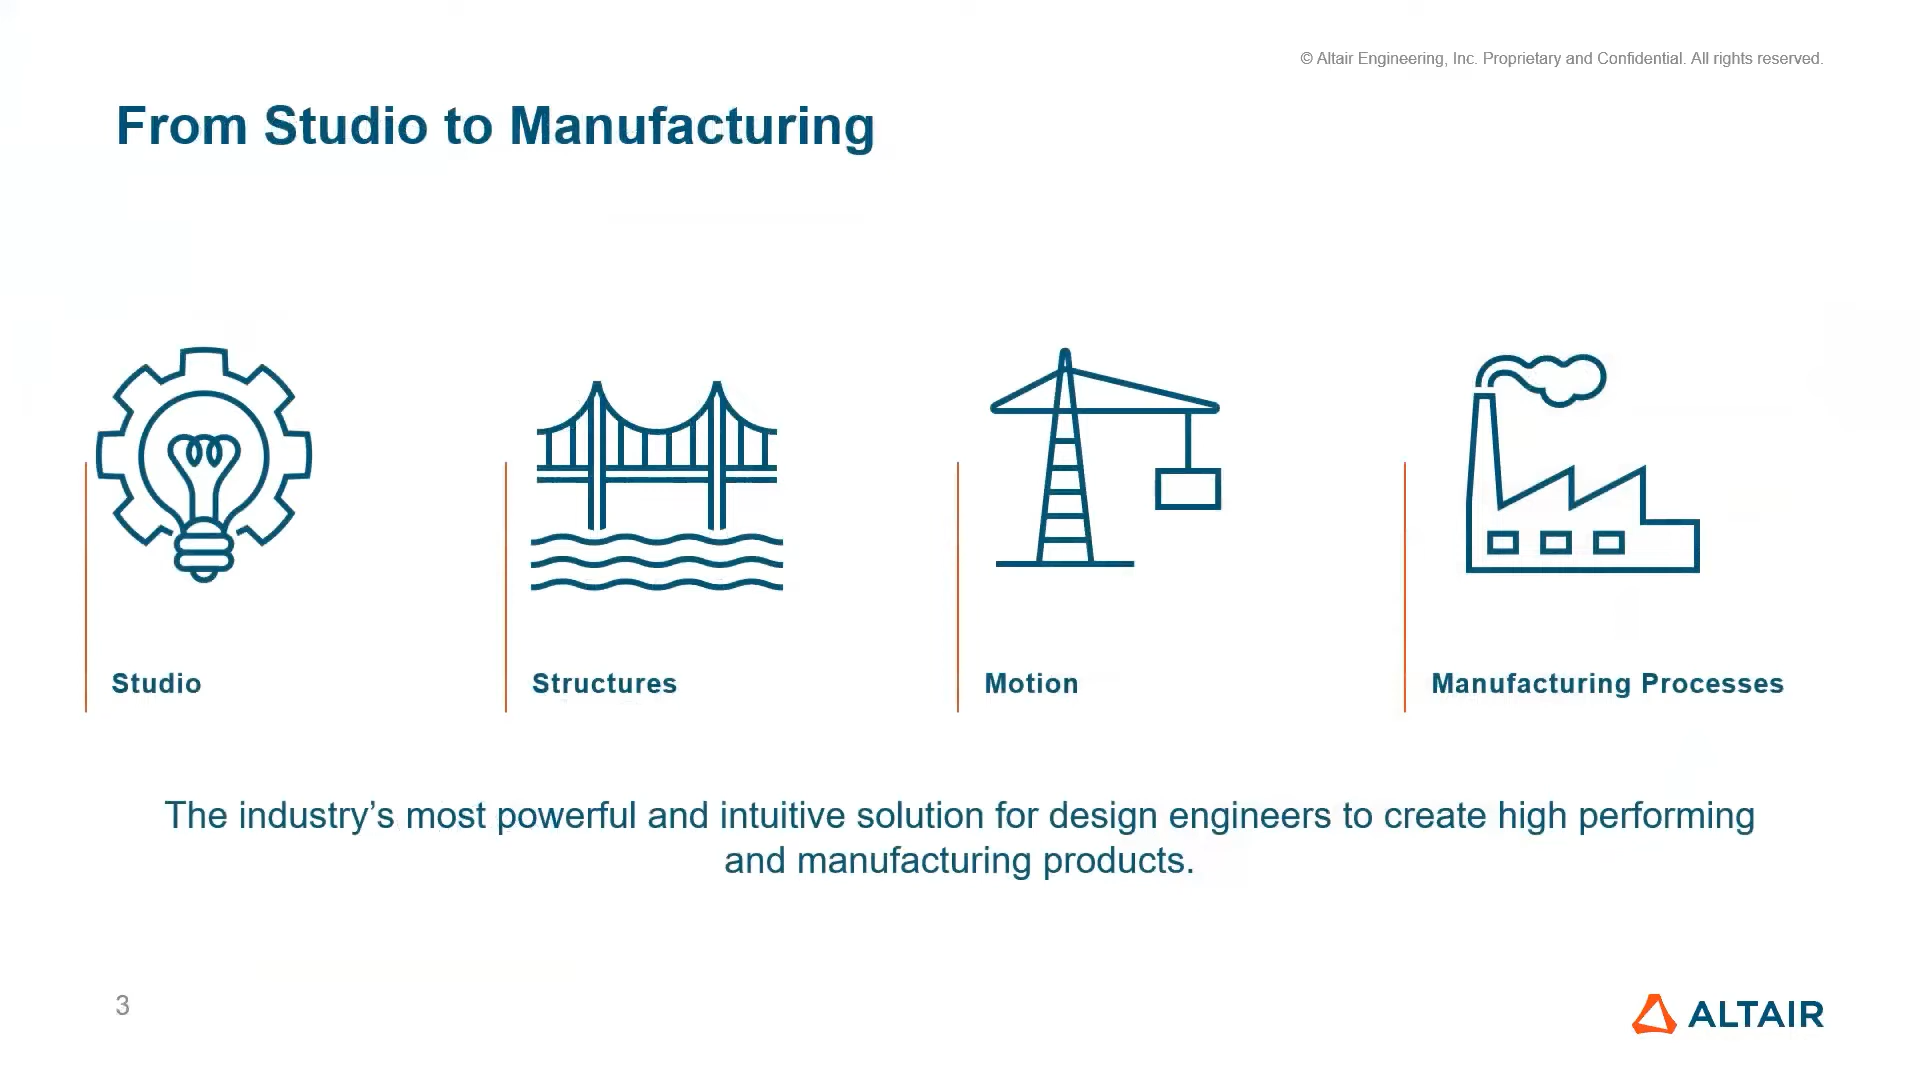 © Altair Engineering, Inc. Proprietary and Confidential. All rights reserved.
From Studio to Manufacturing
Studio
Structures
Motion
Manufacturing Processes
The industry’s most powerful and intuitive solution for design engineers to create high performing
and manufacturing products.
3
ALTAIR